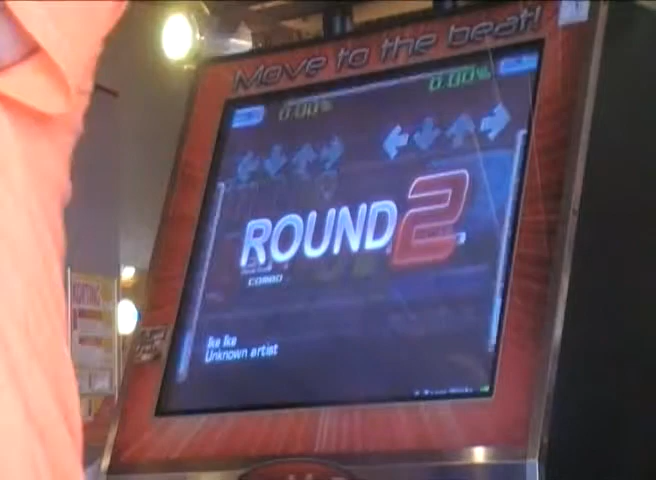 Move to the beat!
0.00% 0.00%
ROUND 2
COMBO
Ike Ike
Unknown artist